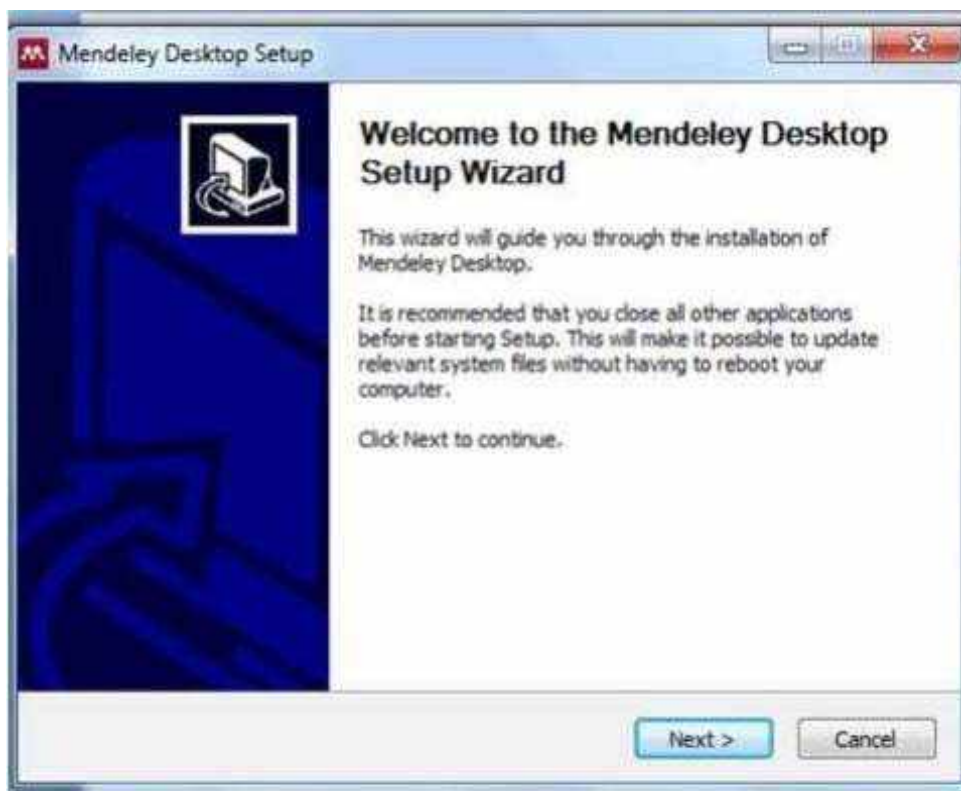 Mendeley Desktop Setup
Welcome to the Mendeley Desktop
Setup Wizard
This wizard will guide you through the installation of
Mendeley Desktop.
It is recommended that you close all other applications
before starting Setup. This will make it possible to update
relevant system files without having to reboot your
computer.
Click Next to continue.
Next >
Cancel